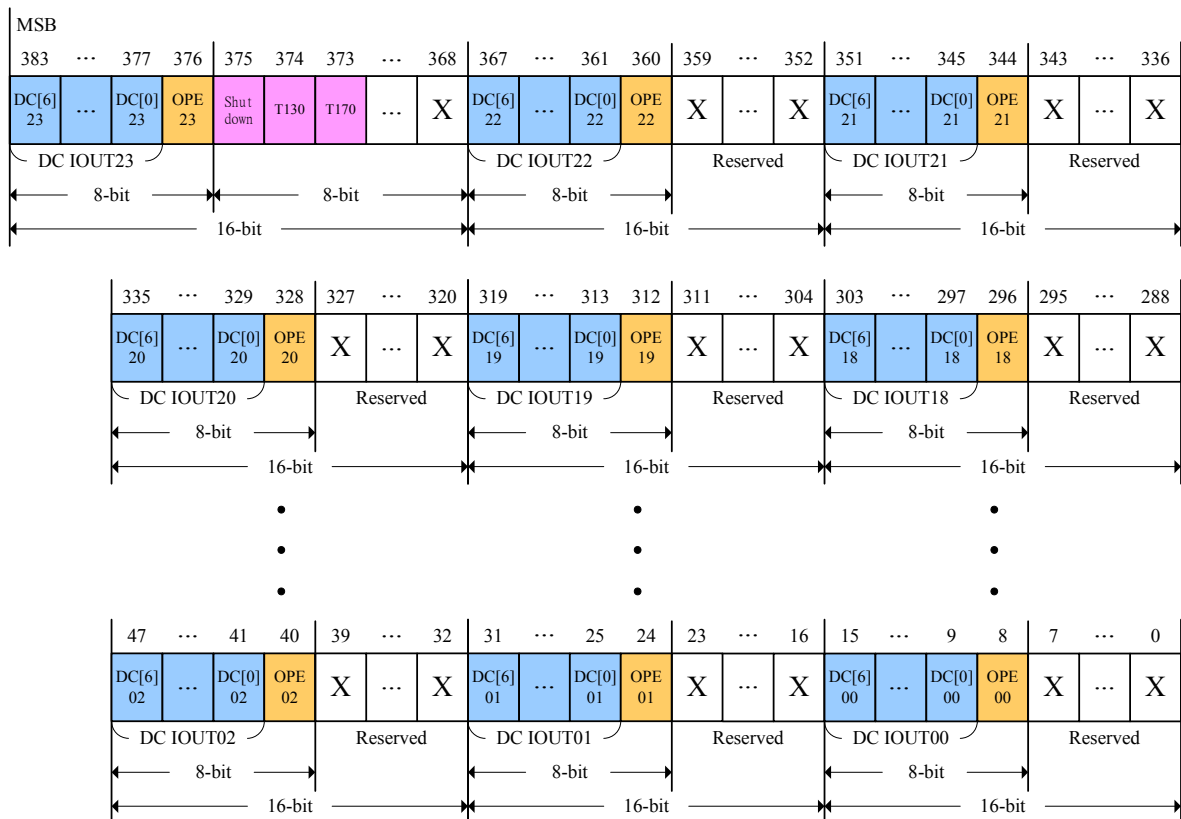 MSB
383 ... 377 376 375 374 373 ... 368 367 ... 361 360 359 ... 352 351 ... 345 344 343 ... 336
DC[6] 23 ... DC[0] 23 OPE 23 Shut down T130 T170 ... X DC[6] 22 ... DC[0] 22 OPE 22 X ... X DC[6] 21 ... DC[0] 21 OPE 21 X ... X
DC IOUT23 DC IOUT22 Reserved DC IOUT21 Reserved
8-bit 8-bit 8-bit 8-bit
16-bit 16-bit 16-bit
335 ... 329 328 327 ... 320 319 ... 313 312 311 ... 304 303 ... 297 296 295 ... 288
DC[6] 20 ... DC[0] 20 OPE 20 X ... X DC[6] 19 ... DC[0] 19 OPE 19 X ... X DC[6] 18 ... DC[0] 18 OPE 18 X ... X
DC IOUT20 Reserved DC IOUT19 Reserved DC IOUT18 Reserved
8-bit 8-bit 8-bit
16-bit 16-bit 16-bit
47 ... 41 40 39 ... 32 31 ... 25 24 23 ... 16 15 ... 9 8 7 ... 0
DC[6] 02 ... DC[0] 02 OPE 02 X ... X DC[6] 01 ... DC[0] 01 OPE 01 X ... X DC[6] 00 ... DC[0] 00 OPE 00 X ... X
DC IOUT02 Reserved DC IOUT01 Reserved DC IOUT00 Reserved
8-bit 8-bit 8-bit
16-bit 16-bit 16-bit